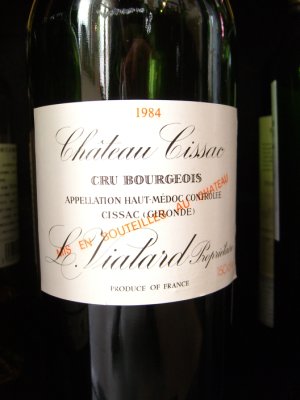 1984
Château Cissac
CRU BOURGEOIS
APPELLATION HAUT-MÉDOC CONTROLÉE
CISSAC (GIRONDE)
MIS EN BOUTEILLES AU CHATEAU
L. Vialard Propriétaire
PRODUCE OF FRANCE